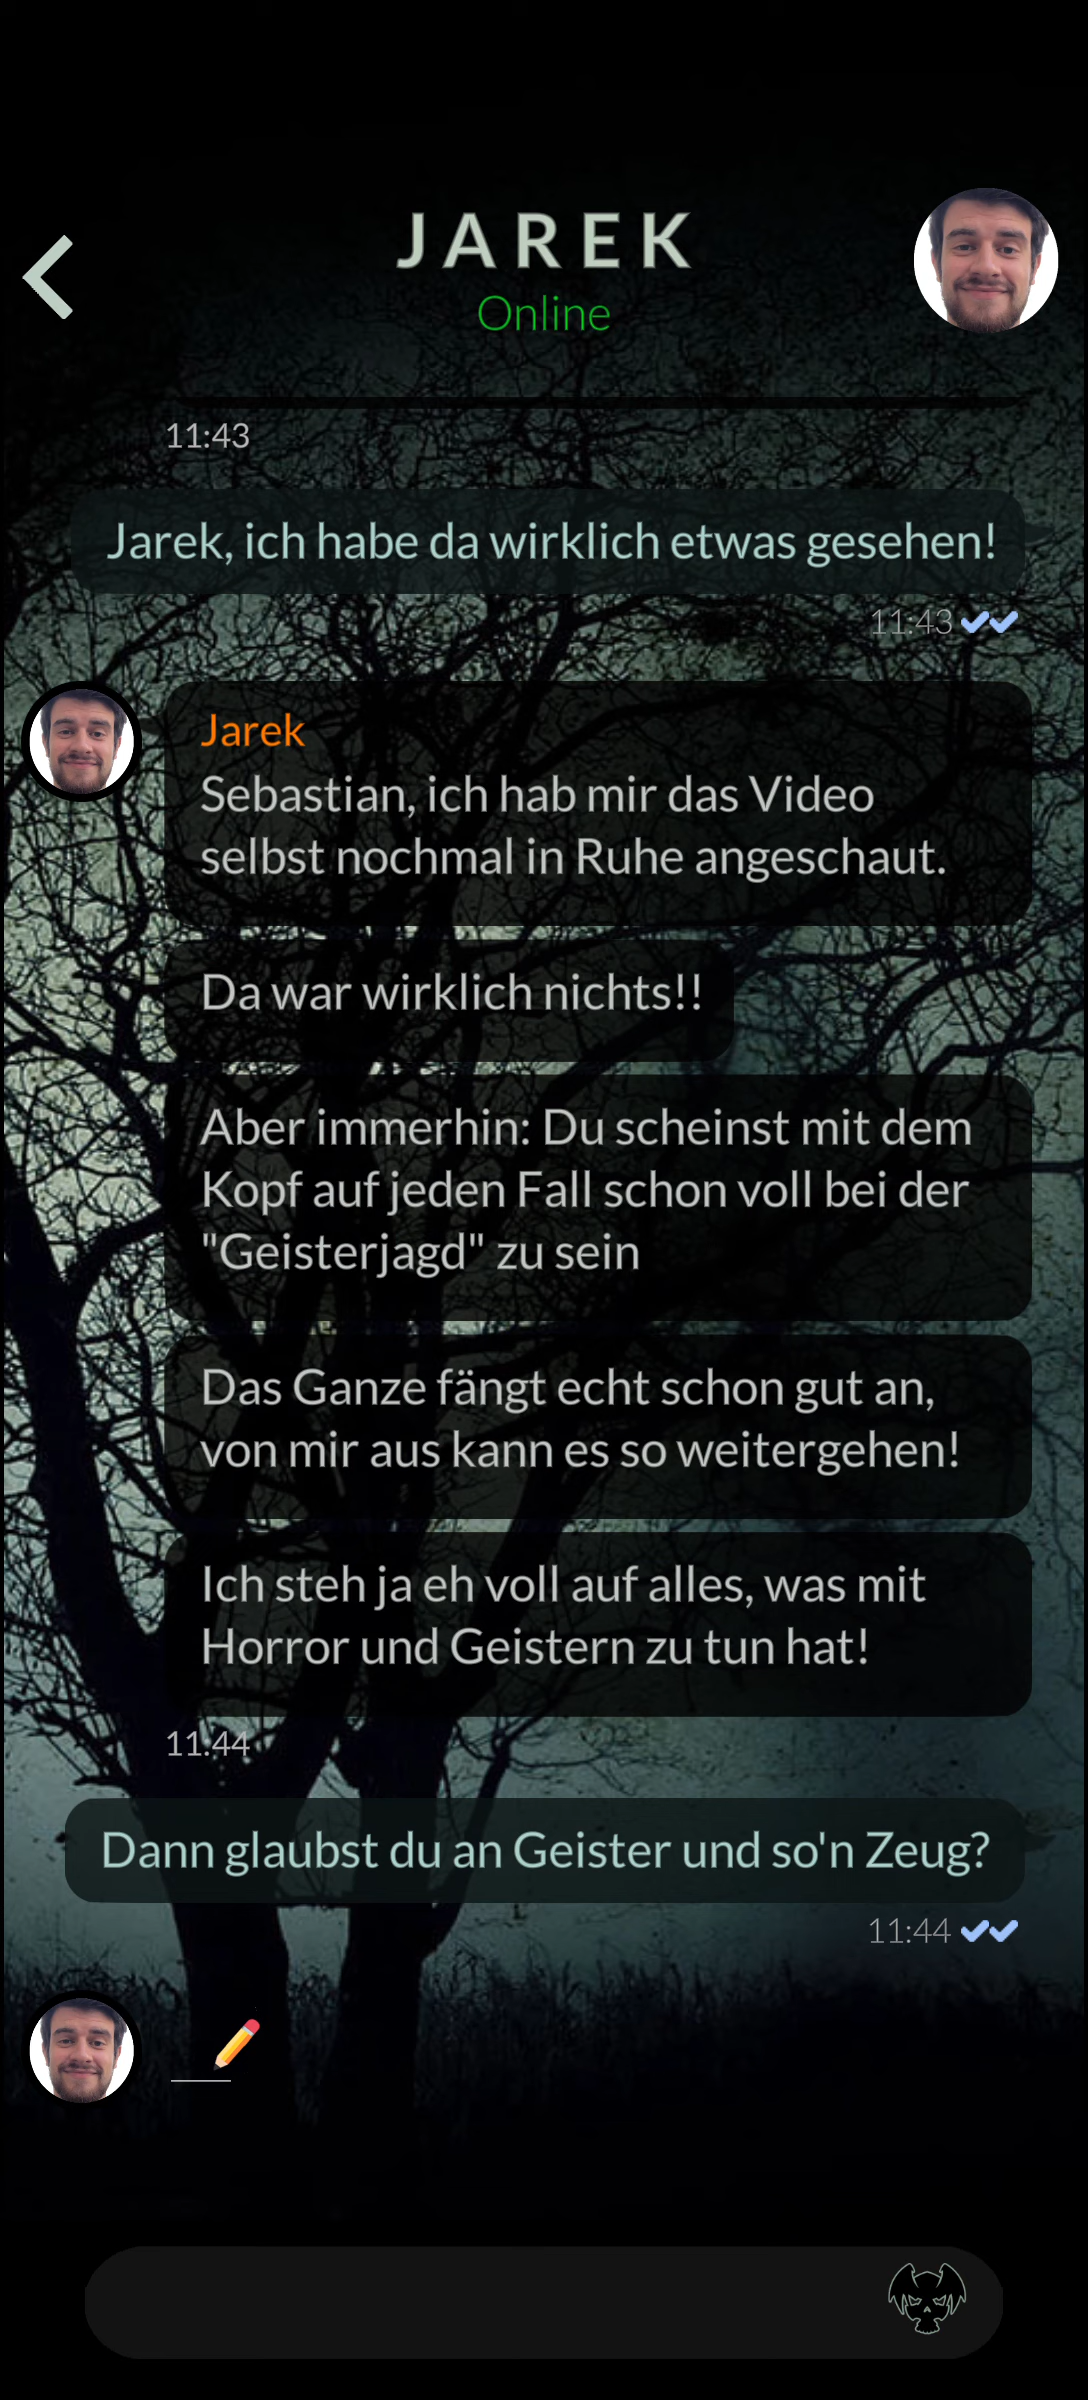 JAREK
Online
11:43
Jarek, ich habe da wirklich etwas gesehen!
11:43
Jarek
Sebastian, ich hab mir das Video
selbst nochmal in Ruhe angeschaut.
Da war wirklich nichts!!
Aber immerhin: Du scheinst mit dem
Kopf auf jeden Fall schon voll bei der
"Geisterjagd" zu sein
Das Ganze fängt echt schon gut an,
von mir aus kann es so weitergehen!
Ich steh ja eh voll auf alles, was mit
Horror und Geistern zu tun hat!
11:44
Dann glaubst du an Geister und so'n Zeug?
11:44